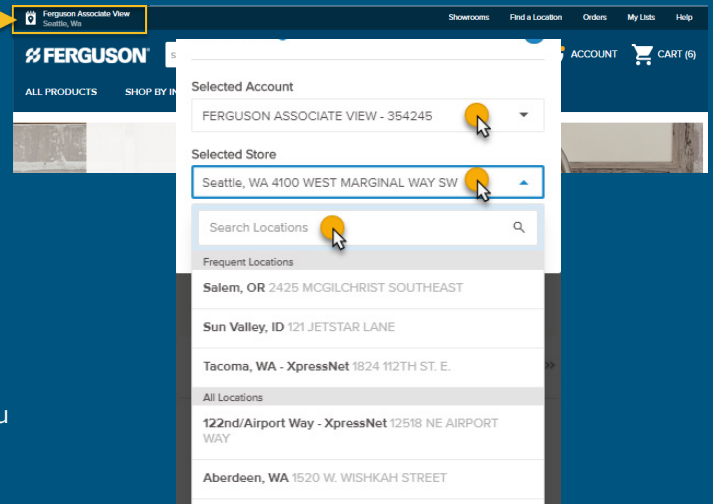 Ferguson Associate View
Seattle, Wa
Showrooms Find a Location Orders My Lists Help
FERGUSON
s
ACCOUNT CART (6)
ALL PRODUCTS SHOP BY IN
Selected Account
FERGUSON ASSOCIATE VIEW - 354245
Selected Store
Seattle, WA 4100 WEST MARGINAL WAY SW
Search Locations
Frequent Locations
Salem, OR 2425 MCGILCHRIST SOUTHEAST
Sun Valley, ID 121 JETSTAR LANE
Tacoma, WA - XpressNet 1824 112TH ST. E.
All Locations
122nd/Airport Way - XpressNet 12518 NE AIRPORT
WAY
u
Aberdeen, WA 1520 W. WISHKAH STREET